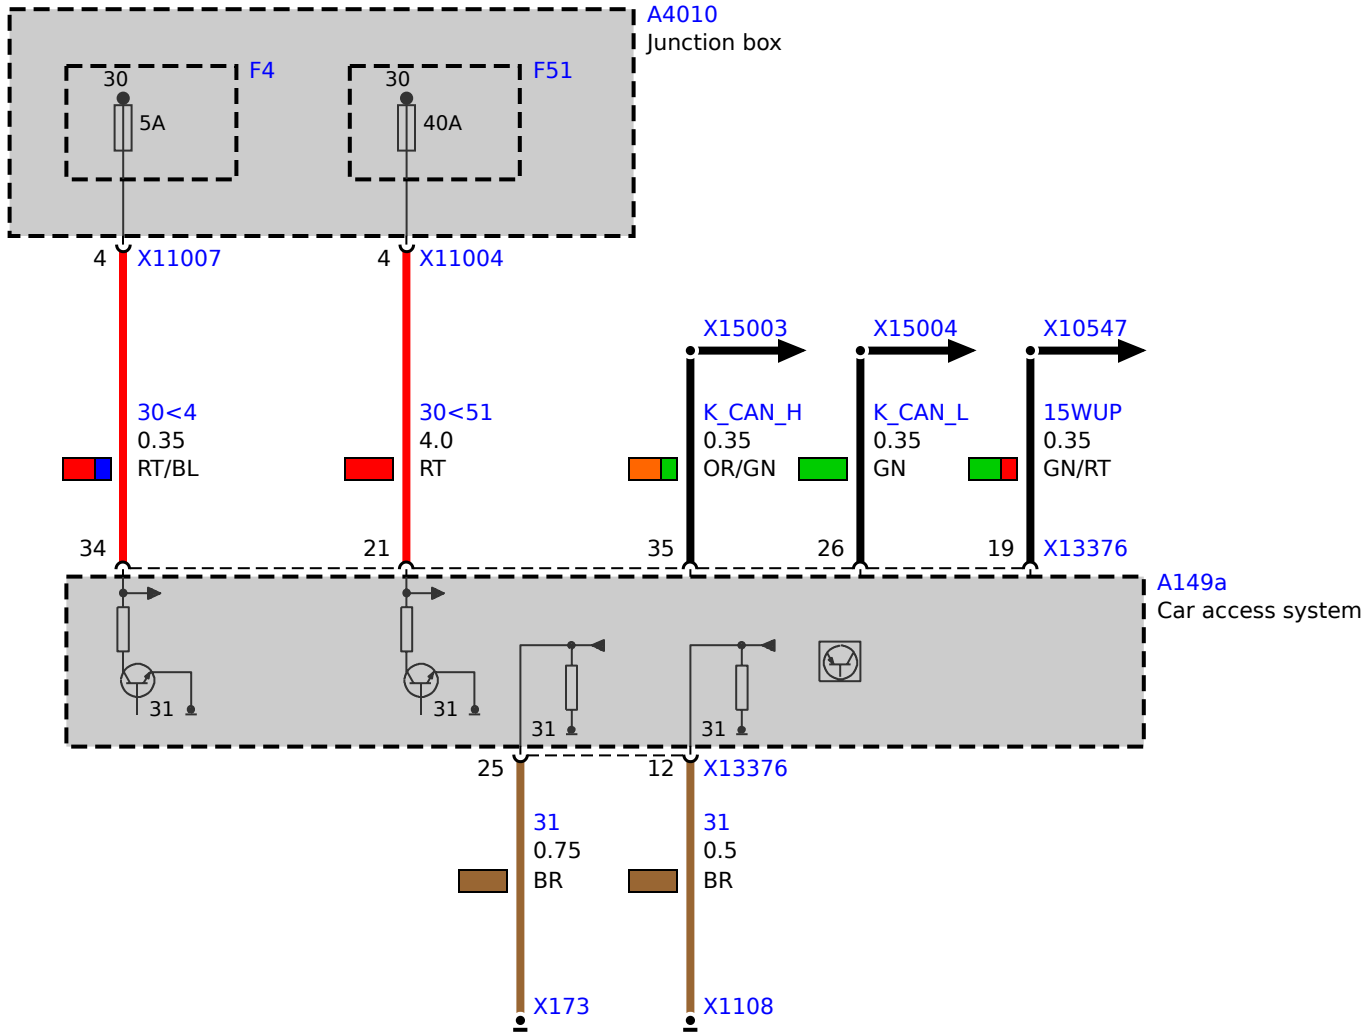 A4010
Junction box
30
F4
30
F51
5A
40A
4
X11007
4
X11004
X15003
X15004
X10547
30<4
0.35
RT/BL
30<51
4.0
RT
K_CAN_H
0.35
OR/GN
K_CAN_L
0.35
GN
15WUP
0.35
GN/RT
34
21
35
26
19
X13376
A149a
Car access system
31
31
31
31
25
12
X13376
31
0.75
BR
31
0.5
BR
X173
X1108